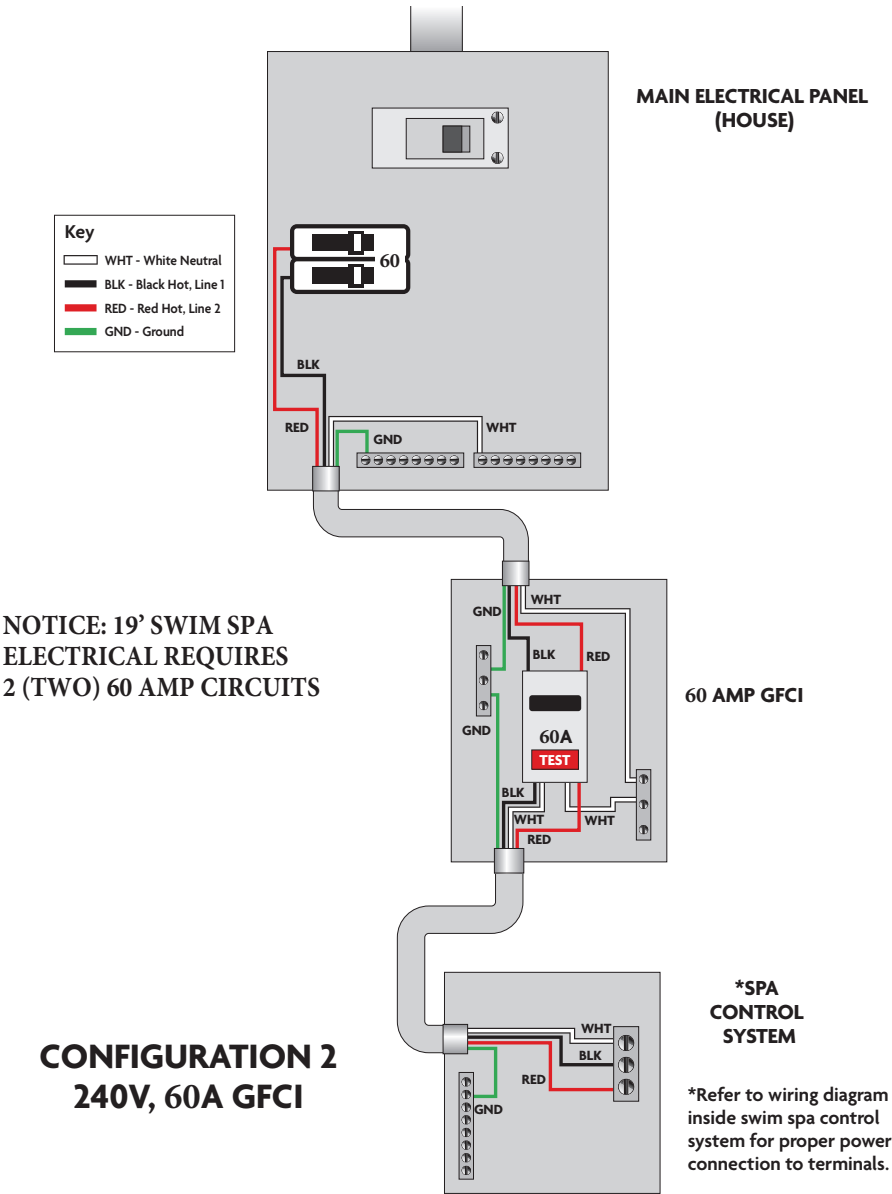 MAIN ELECTRICAL PANEL
(HOUSE)
Key
WHT - White Neutral
BLK - Black Hot, Line 1
RED - Red Hot, Line 2
GND - Ground
60
BLK
RED
GND
WHT
NOTICE: 19’ SWIM SPA
ELECTRICAL REQUIRES
2 (TWO) 60 AMP CIRCUITS
WHT
GND
BLK
RED
60 AMP GFCI
GND
60A
TEST
BLK
WHT
WHT
RED
*SPA
CONTROL
SYSTEM
WHT
BLK
RED
GND
CONFIGURATION 2
240V, 60A GFCI
*Refer to wiring diagram
inside swim spa control
system for proper power
connection to terminals.